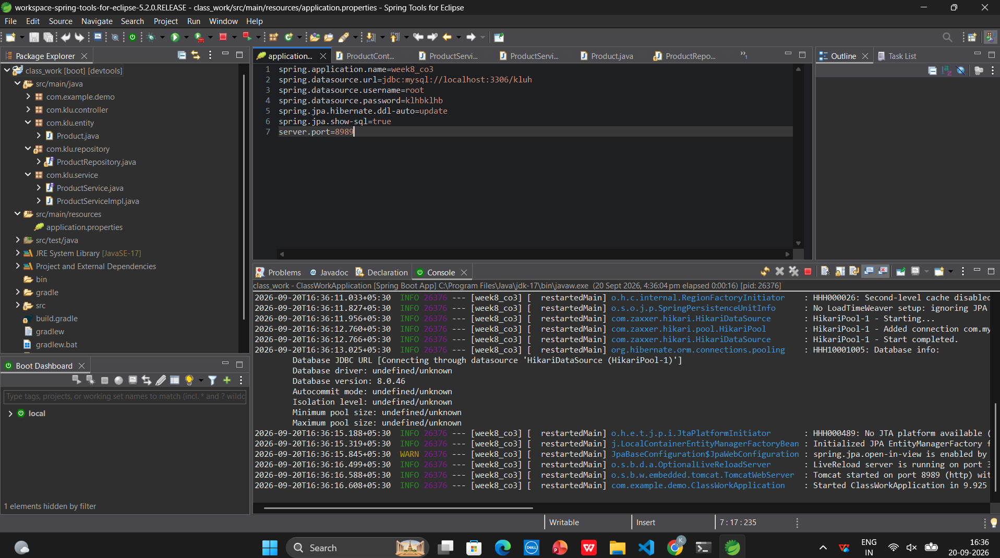 workspace-spring-tools-for-eclipse-5.2.0.RELEASE - class_work/src/main/resources/application.properties - Spring Tools for Eclipse
File Edit Source Navigate Search Project Run Window Help
Package Explorer
class_work [boot] [devtools]
src/main/java
com.example.demo
com.klu.controller
com.klu.entity
Product.java
com.klu.repository
ProductRepository.java
com.klu.service
ProductService.java
ProductServiceImpl.java
src/main/resources
application.properties
src/test/java
JRE System Library [JavaSE-17]
Project and External Dependencies
bin
gradle
src
build.gradle
gradlew
gradlew.bat
Boot Dashboard
Type tags, projects, or working set names to match (incl. * and ? wildc
local
1 elements hidden by filter
application... ProductCont... ProductServi... ProductServi... Product.java ProductRepo... »1
1 spring.application.name=week8_co3
2 spring.datasource.url=jdbc:mysql://localhost:3306/kluh
3 spring.datasource.username=root
4 spring.datasource.password=klhbklhb
5 spring.jpa.hibernate.ddl-auto=update
6 spring.jpa.show-sql=true
7 server.port=8989
Outline Task List
Problems Javadoc Declaration Console
class_work - ClassWorkApplication [Spring Boot App] C:\Program Files\Java\jdk-17\bin\javaw.exe (20 Sept 2026, 4:36:04 pm elapsed 0:00:16) [pid: 26376]
2026-09-20T16:36:11.033+05:30 INFO 26376 --- [week8_co3] [ restartedMain] o.h.c.internal.RegionFactoryInitiator : HHH000026: Second-level cache disabled
2026-09-20T16:36:11.827+05:30 INFO 26376 --- [week8_co3] [ restartedMain] o.s.o.j.p.SpringPersistenceUnitInfo : No LoadTimeWeaver setup: ignoring JPA
2026-09-20T16:36:11.956+05:30 INFO 26376 --- [week8_co3] [ restartedMain] com.zaxxer.hikari.HikariDataSource : HikariPool-1 - Starting...
2026-09-20T16:36:12.760+05:30 INFO 26376 --- [week8_co3] [ restartedMain] com.zaxxer.hikari.pool.HikariPool : HikariPool-1 - Added connection com.my
2026-09-20T16:36:12.766+05:30 INFO 26376 --- [week8_co3] [ restartedMain] com.zaxxer.hikari.HikariDataSource : HikariPool-1 - Start completed.
2026-09-20T16:36:13.025+05:30 INFO 26376 --- [week8_co3] [ restartedMain] org.hibernate.orm.connections.pooling : HHH10001005: Database info:
Database JDBC URL [Connecting through datasource 'HikariDataSource (HikariPool-1)']
Database driver: undefined/unknown
Database version: 8.0.46
Autocommit mode: undefined/unknown
Isolation level: undefined/unknown
Minimum pool size: undefined/unknown
Maximum pool size: undefined/unknown
2026-09-20T16:36:15.188+05:30 INFO 26376 --- [week8_co3] [ restartedMain] o.h.e.t.j.p.i.JtaPlatformInitiator : HHH000489: No JTA platform available (
2026-09-20T16:36:15.319+05:30 INFO 26376 --- [week8_co3] [ restartedMain] j.LocalContainerEntityManagerFactoryBean : Initialized JPA EntityManagerFactory f
2026-09-20T16:36:15.845+05:30 WARN 26376 --- [week8_co3] [ restartedMain] JpaBaseConfiguration$JpaWebConfiguration : spring.jpa.open-in-view is enabled by
2026-09-20T16:36:16.499+05:30 INFO 26376 --- [week8_co3] [ restartedMain] o.s.b.d.a.OptionalLiveReloadServer : LiveReload server is running on port 3
2026-09-20T16:36:16.588+05:30 INFO 26376 --- [week8_co3] [ restartedMain] o.s.b.w.embedded.tomcat.TomcatWebServer : Tomcat started on port 8989 (http) wit
2026-09-20T16:36:16.608+05:30 INFO 26376 --- [week8_co3] [ restartedMain] com.example.demo.ClassWorkApplication : Started ClassWorkApplication in 9.925
Writable Insert 7 : 17 : 235
Search
DELL
K
ENG
IN
16:36
20-09-2026